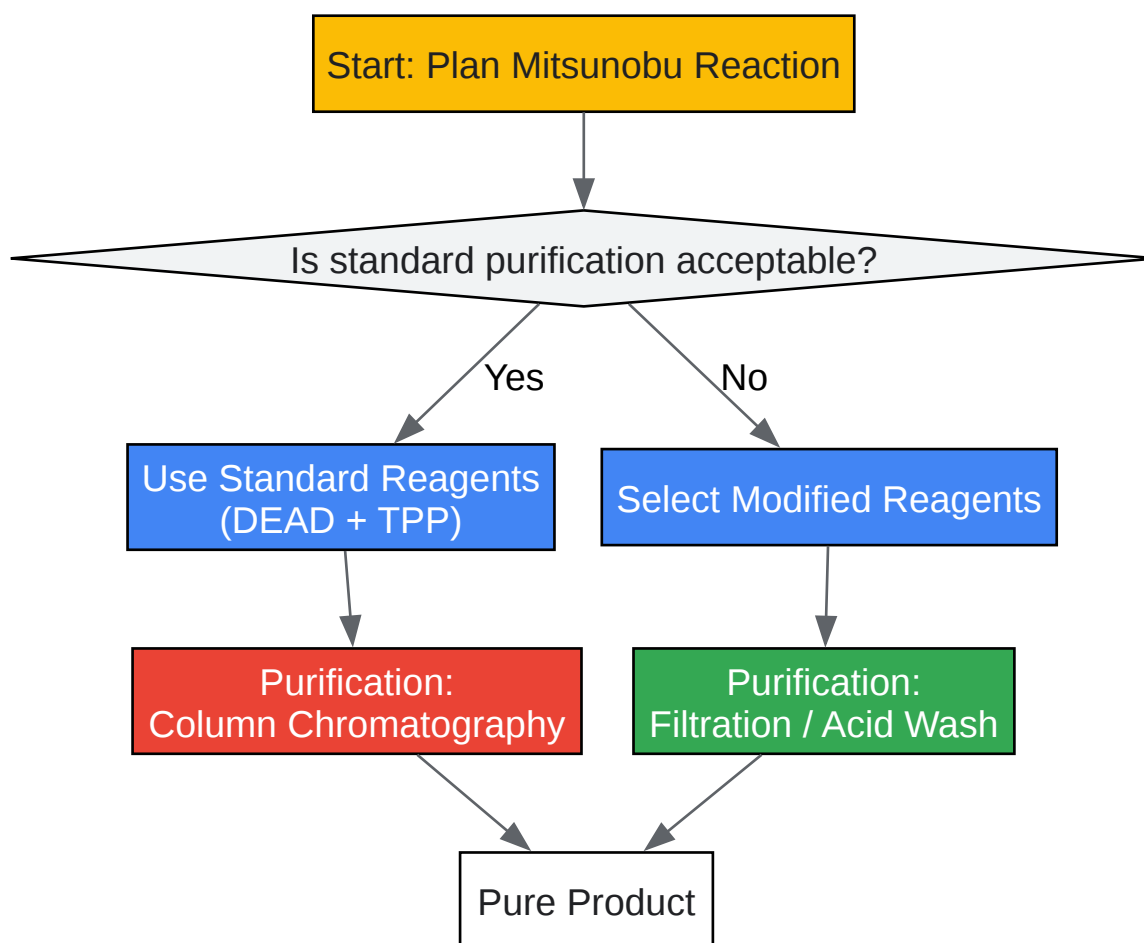 Start: Plan Mitsunobu Reaction
Is standard purification acceptable?
Yes
No
Use Standard Reagents
(DEAD + TPP)
Select Modified Reagents
Purification:
Column Chromatography
Purification:
Filtration / Acid Wash
Pure Product